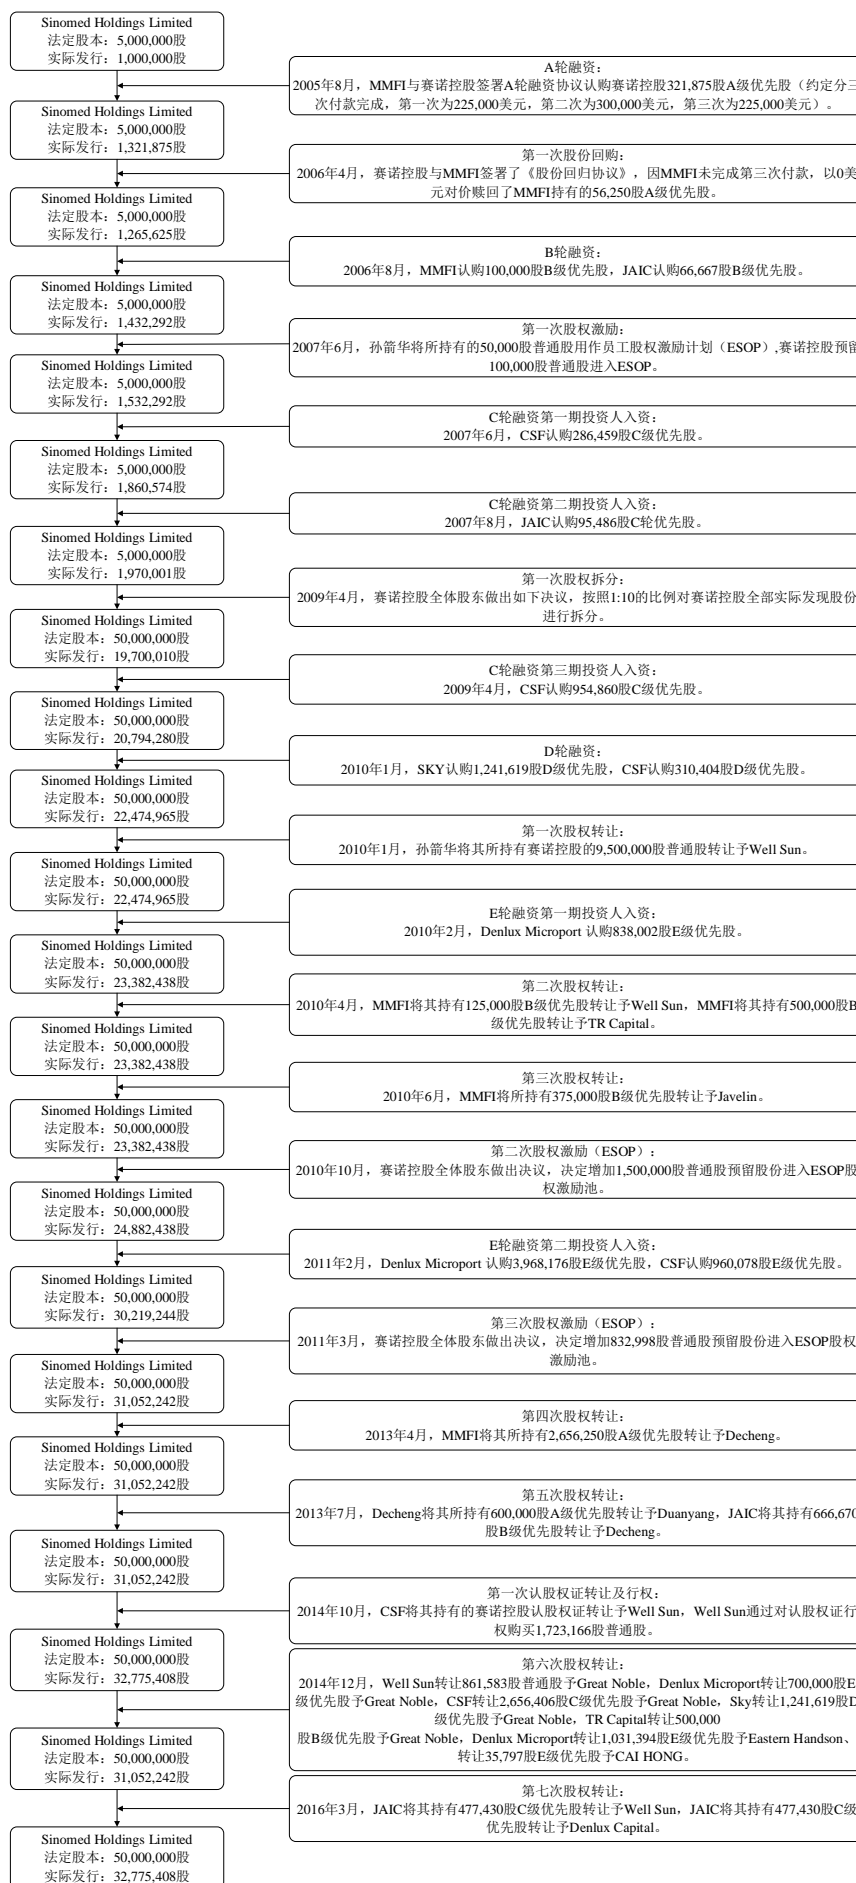 Sinomed Holdings Limited
法定股本：5,000,000股
实际发行：1,000,000股
A轮融资：
2005年8月，MMFI与赛诺控股签署A轮融资协议认购赛诺控股321,875股A级优先股（约定分三
次付款完成，第一次为225,000美元，第二次为300,000美元，第三次为225,000美元）。
Sinomed Holdings Limited
法定股本：5,000,000股
实际发行：1,321,875股
第一次股份回购：
2006年4月，赛诺控股与MMFI签署了《股份回归协议》，因MMFI未完成第三次付款，以0美
元对价赎回了MMFI持有的56,250股A级优先股。
Sinomed Holdings Limited
法定股本：5,000,000股
实际发行：1,265,625股
B轮融资：
2006年8月，MMFI认购100,000股B级优先股，JAIC认购66,667股B级优先股。
Sinomed Holdings Limited
法定股本：5,000,000股
实际发行：1,432,292股
第一次股权激励：
2007年6月，孙箭华将所持有的50,000股普通股用作员工股权激励计划（ESOP）,赛诺控股预留
100,000股普通股进入ESOP。
Sinomed Holdings Limited
法定股本：5,000,000股
实际发行：1,532,292股
C轮融资第一期投资人入资：
2007年6月，CSF认购286,459股C级优先股。
Sinomed Holdings Limited
法定股本：5,000,000股
实际发行：1,860,574股
C轮融资第二期投资人入资：
2007年8月，JAIC认购95,486股C轮优先股。
Sinomed Holdings Limited
法定股本：5,000,000股
实际发行：1,970,001股
第一次股权拆分：
2009年4月，赛诺控股全体股东做出如下决议，按照1:10的比例对赛诺控股全部实际发现股份
进行拆分。
Sinomed Holdings Limited
法定股本：50,000,000股
实际发行：19,700,010股
C轮融资第三期投资人入资：
2009年4月，CSF认购954,860股C级优先股。
Sinomed Holdings Limited
法定股本：50,000,000股
实际发行：20,794,280股
D轮融资：
2010年1月，SKY认购1,241,619股D级优先股，CSF认购310,404股D级优先股。
Sinomed Holdings Limited
法定股本：50,000,000股
实际发行：22,474,965股
第一次股权转让：
2010年1月，孙箭华将其所持有赛诺控股的9,500,000股普通股转让予Well Sun。
Sinomed Holdings Limited
法定股本：50,000,000股
实际发行：22,474,965股
E轮融资第一期投资人入资：
2010年2月，Denlux Microport 认购838,002股E级优先股。
Sinomed Holdings Limited
法定股本：50,000,000股
实际发行：23,382,438股
第二次股权转让：
2010年4月，MMFI将其持有125,000股B级优先股转让予Well Sun，MMFI将其持有500,000股B
级优先股转让予TR Capital。
Sinomed Holdings Limited
法定股本：50,000,000股
实际发行：23,382,438股
第三次股权转让：
2010年6月，MMFI将所持有375,000股B级优先股转让予Javelin。
Sinomed Holdings Limited
法定股本：50,000,000股
实际发行：23,382,438股
第二次股权激励（ESOP）：
2010年10月，赛诺控股全体股东做出决议，决定增加1,500,000股普通股预留股份进入ESOP股
权激励池。
Sinomed Holdings Limited
法定股本：50,000,000股
实际发行：24,882,438股
E轮融资第二期投资人入资：
2011年2月，Denlux Microport 认购3,968,176股E级优先股，CSF认购960,078股E级优先股。
Sinomed Holdings Limited
法定股本：50,000,000股
实际发行：30,219,244股
第三次股权激励（ESOP）：
2011年3月，赛诺控股全体股东做出决议，决定增加832,998股普通股预留股份进入ESOP股权
激励池。
Sinomed Holdings Limited
法定股本：50,000,000股
实际发行：31,052,242股
第四次股权转让：
2013年4月，MMFI将其所持有2,656,250股A级优先股转让予Decheng。
Sinomed Holdings Limited
法定股本：50,000,000股
实际发行：31,052,242股
第五次股权转让：
2013年7月，Decheng将其所持有600,000股A级优先股转让予Duanyang，JAIC将其持有666,670
股B级优先股转让予Decheng。
Sinomed Holdings Limited
法定股本：50,000,000股
实际发行：31,052,242股
第一次认股权证转让及行权：
2014年10月，CSF将其持有的赛诺控股认股权证转让予Well Sun，Well Sun通过对认股权证行
权购买1,723,166股普通股。
Sinomed Holdings Limited
法定股本：50,000,000股
实际发行：32,775,408股
第六次股权转让：
2014年12月，Well Sun转让861,583股普通股予Great Noble，Denlux Microport转让700,000股E
级优先股予Great Noble，CSF转让2,656,406股C级优先股予Great Noble，Sky转让1,241,619股D
级优先股予Great Noble，TR Capital转让500,000
股B级优先股予Great Noble，Denlux Microport转让1,031,394股E级优先股予Eastern Handson、
转让35,797股E级优先股予CAI HONG。
Sinomed Holdings Limited
法定股本：50,000,000股
实际发行：31,052,242股
第七次股权转让：
2016年3月，JAIC将其持有477,430股C级优先股转让予Well Sun，JAIC将其持有477,430股C级
优先股转让予Denlux Capital。
Sinomed Holdings Limited
法定股本：50,000,000股
实际发行：32,775,408股